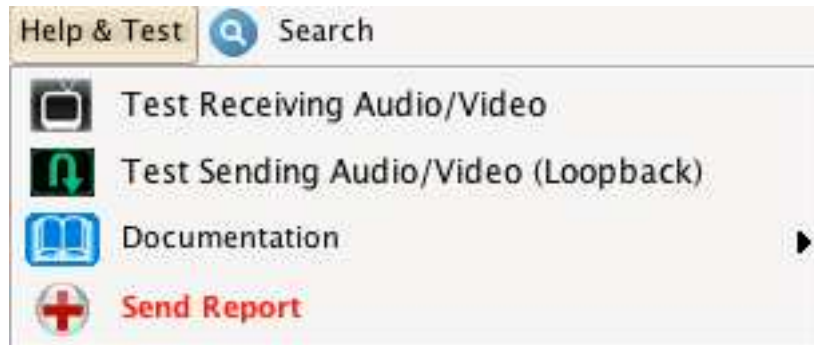 Help & Test Search
Test Receiving Audio/Video
Test Sending Audio/Video (Loopback)
Documentation
Send Report